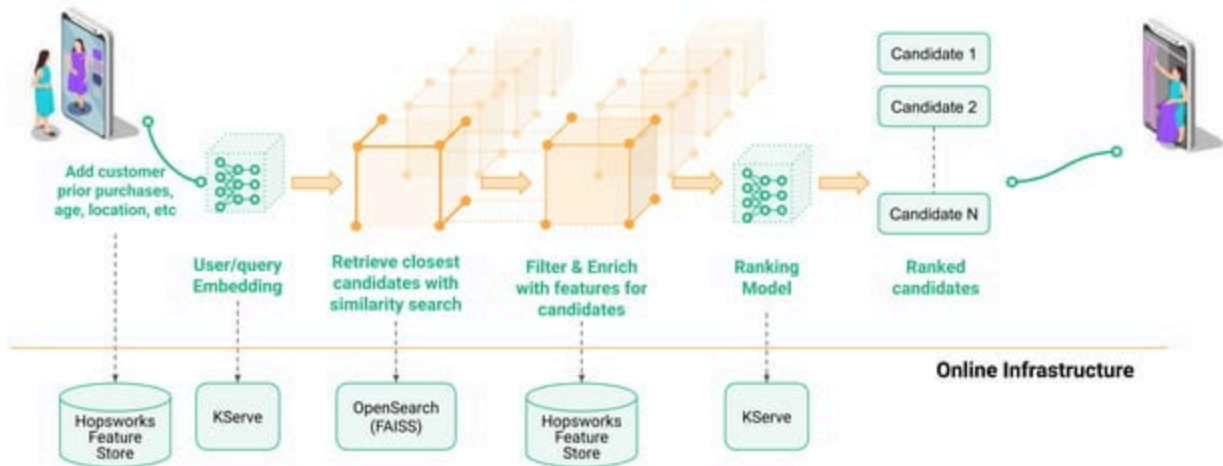 Add customer
prior purchases,
age, location, etc
User/query
Embedding
Retrieve closest
candidates with
similarity search
Filter & Enrich
with features for
candidates
Ranking
Model
Candidate 1
Candidate 2
Candidate N
Ranked
candidates
Online Infrastructure
Hopsworks
Feature
Store
KServe
OpenSearch
(FAISS)
Hopsworks
Feature
Store
KServe